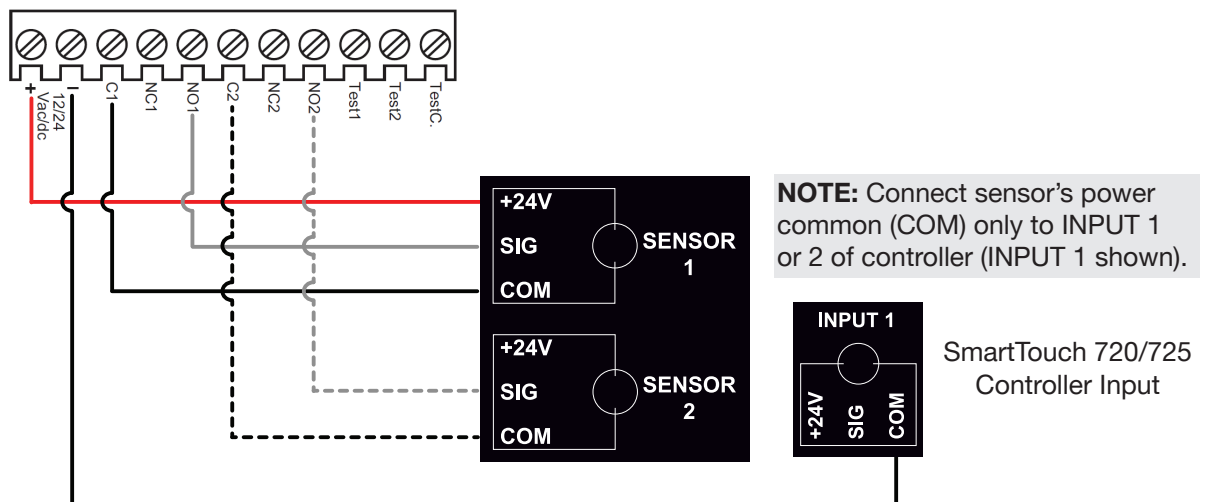 +
12/24
Vac/dc
–
C1
NC1
NO1
C2
NC2
NO2
Test1
Test2
TestC.
+24V
SIG
COM
SENSOR
1
+24V
SIG
COM
SENSOR
2
NOTE: Connect sensor’s power
common (COM) only to INPUT 1
or 2 of controller (INPUT 1 shown).
INPUT 1
+24V
SIG
COM
SmartTouch 720/725
Controller Input